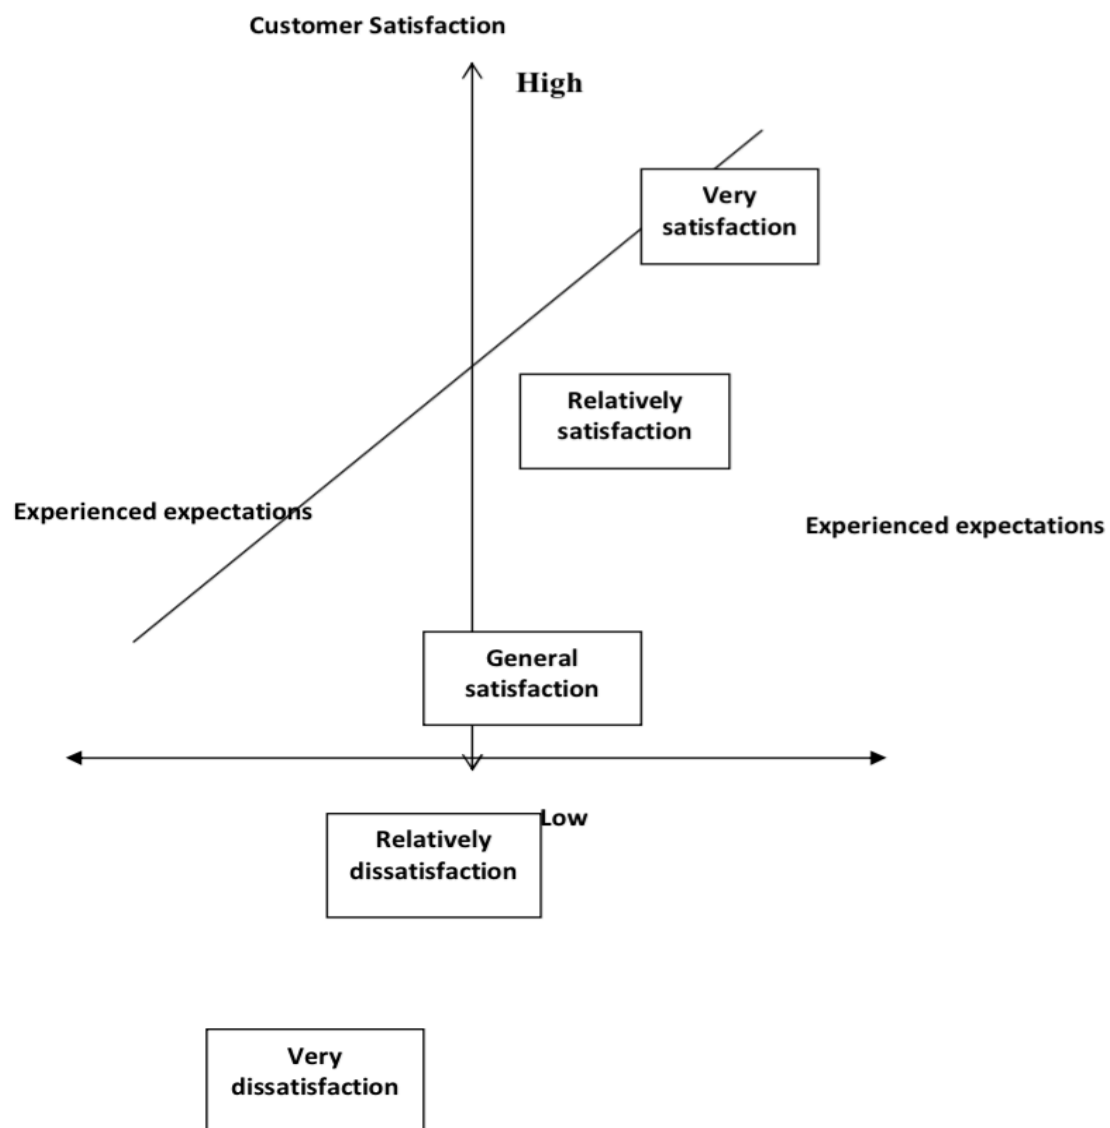 Customer Satisfaction
High
Very
satisfaction
Relatively
satisfaction
Experienced expectations
Experienced expectations
General
satisfaction
Low
Relatively
dissatisfaction
Very
dissatisfaction